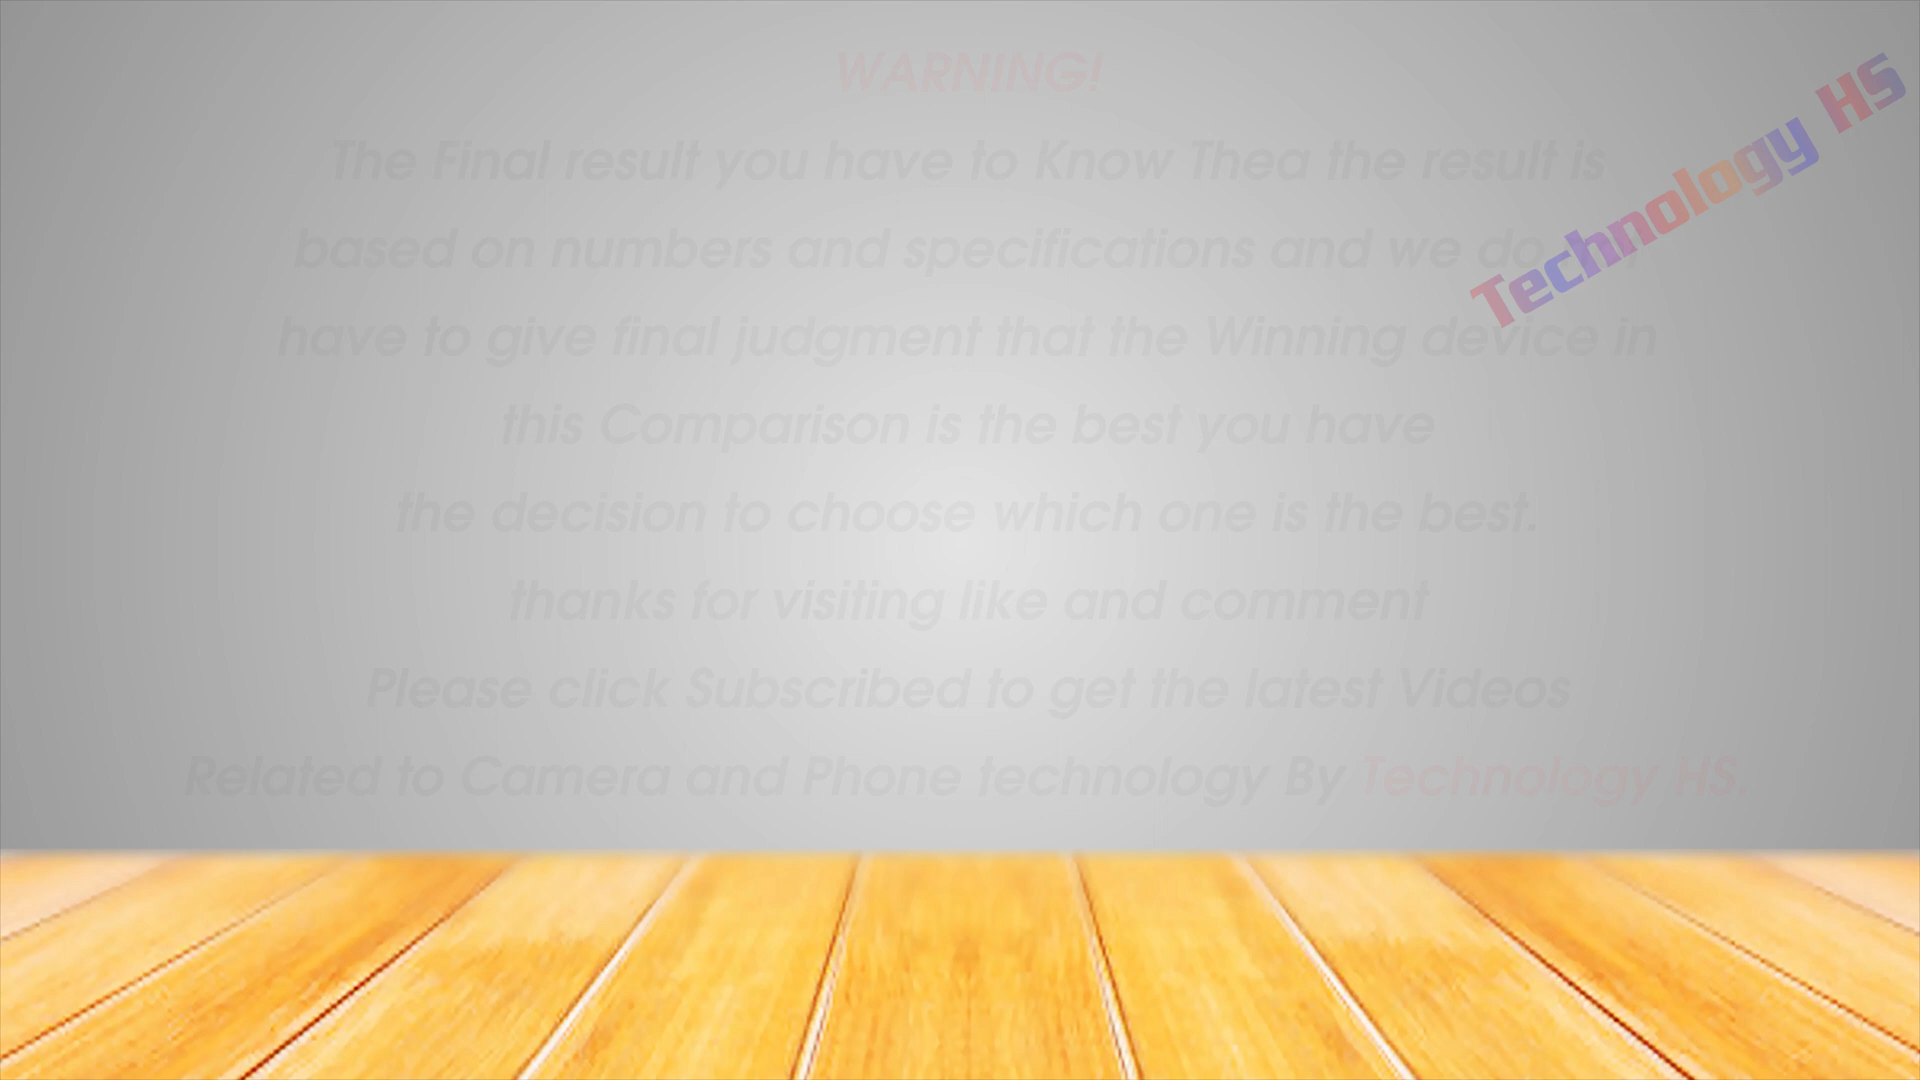 WARNING!
The Final result you have to Know Thea the result is
based on numbers and specifications and we do
have to give final judgment that the Winning device in
this Comparison is the best you have
the decision to choose which one is the best.
thanks for visiting like and comment
Please click Subscribed to get the latest Videos
Related to Camera and Phone technology By Technology HS.
Technology HS